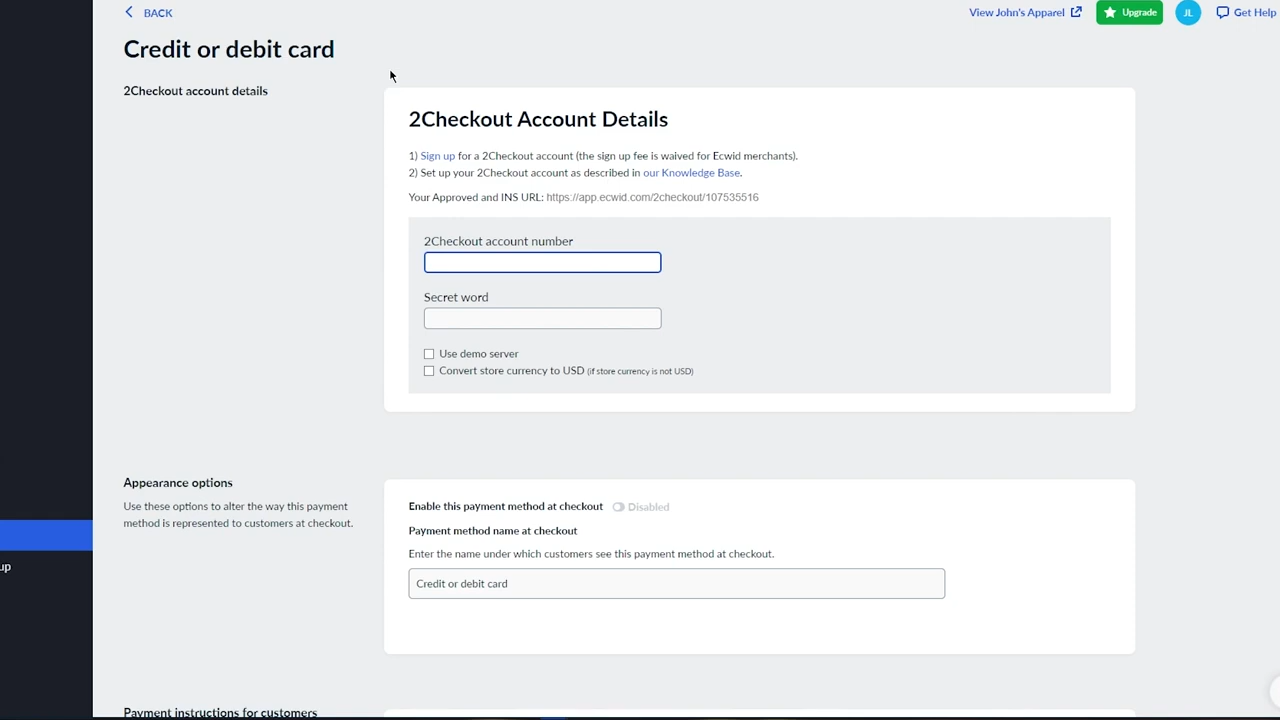 BACK
View John's Apparel
Upgrade
JL
Get Help
Credit or debit card
2Checkout account details
2Checkout Account Details
1) Sign up for a 2Checkout account (the sign up fee is waived for Ecwid merchants).
2) Set up your 2Checkout account as described in our Knowledge Base.
Your Approved and INS URL: https://app.ecwid.com/2checkout/107535516
2Checkout account number
Secret word
Use demo server
Convert store currency to USD (if store currency is not USD)
Appearance options
Use these options to alter the way this payment
method is represented to customers at checkout.
Enable this payment method at checkout Disabled
Payment method name at checkout
Enter the name under which customers see this payment method at checkout.
Credit or debit card
up
Payment instructions for customers